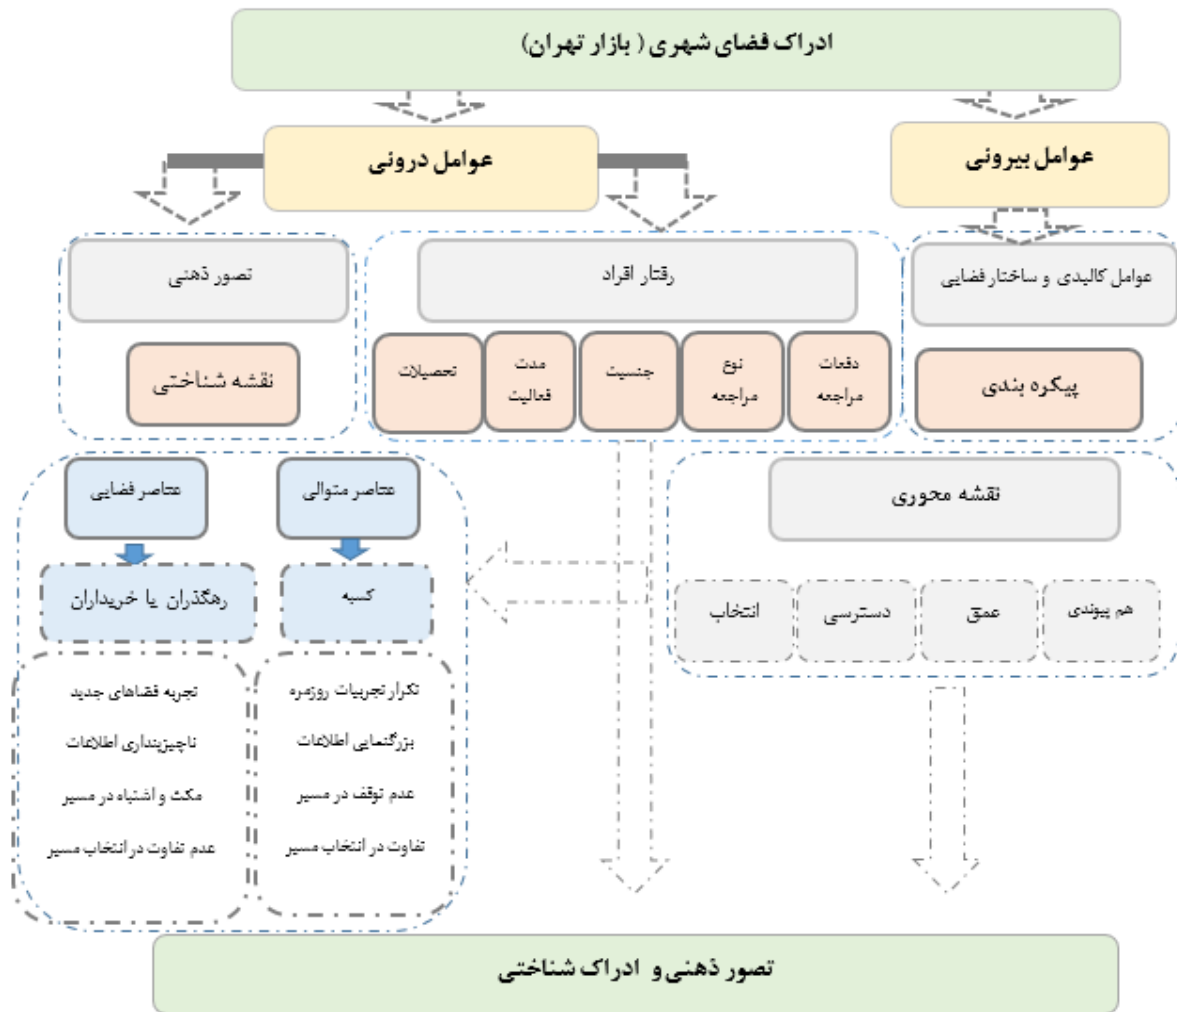 ادراک فضای شهری ( بازار تهران)
عوامل بیرونی
عوامل درونی
عوامل کالبدی و ساختار فضایی
رفتار افراد
تصور ذهنی
پیکره بندی
دفعات
مراجعه
نوع
مراجعه
جنسیت
مدت
فعالیت
تحصیلات
نقشه شناختی
نقشه محوری
هم پیوندی
عمق
دسترسی
انتخاب
عناصر متوالی
عناصر فضایی
کسبه
رهگذران یا خریداران
تکرار تجربیات روزمره
بزرگنمایی اطلاعات
عدم توقف در مسیر
تفاوت در انتخاب مسیر
تجربه فضاهای جدید
ناچیزپنداری اطلاعات
مکث و اشتباه در مسیر
عدم تفاوت در انتخاب مسیر
تصور ذهنی و ادراک شناختی